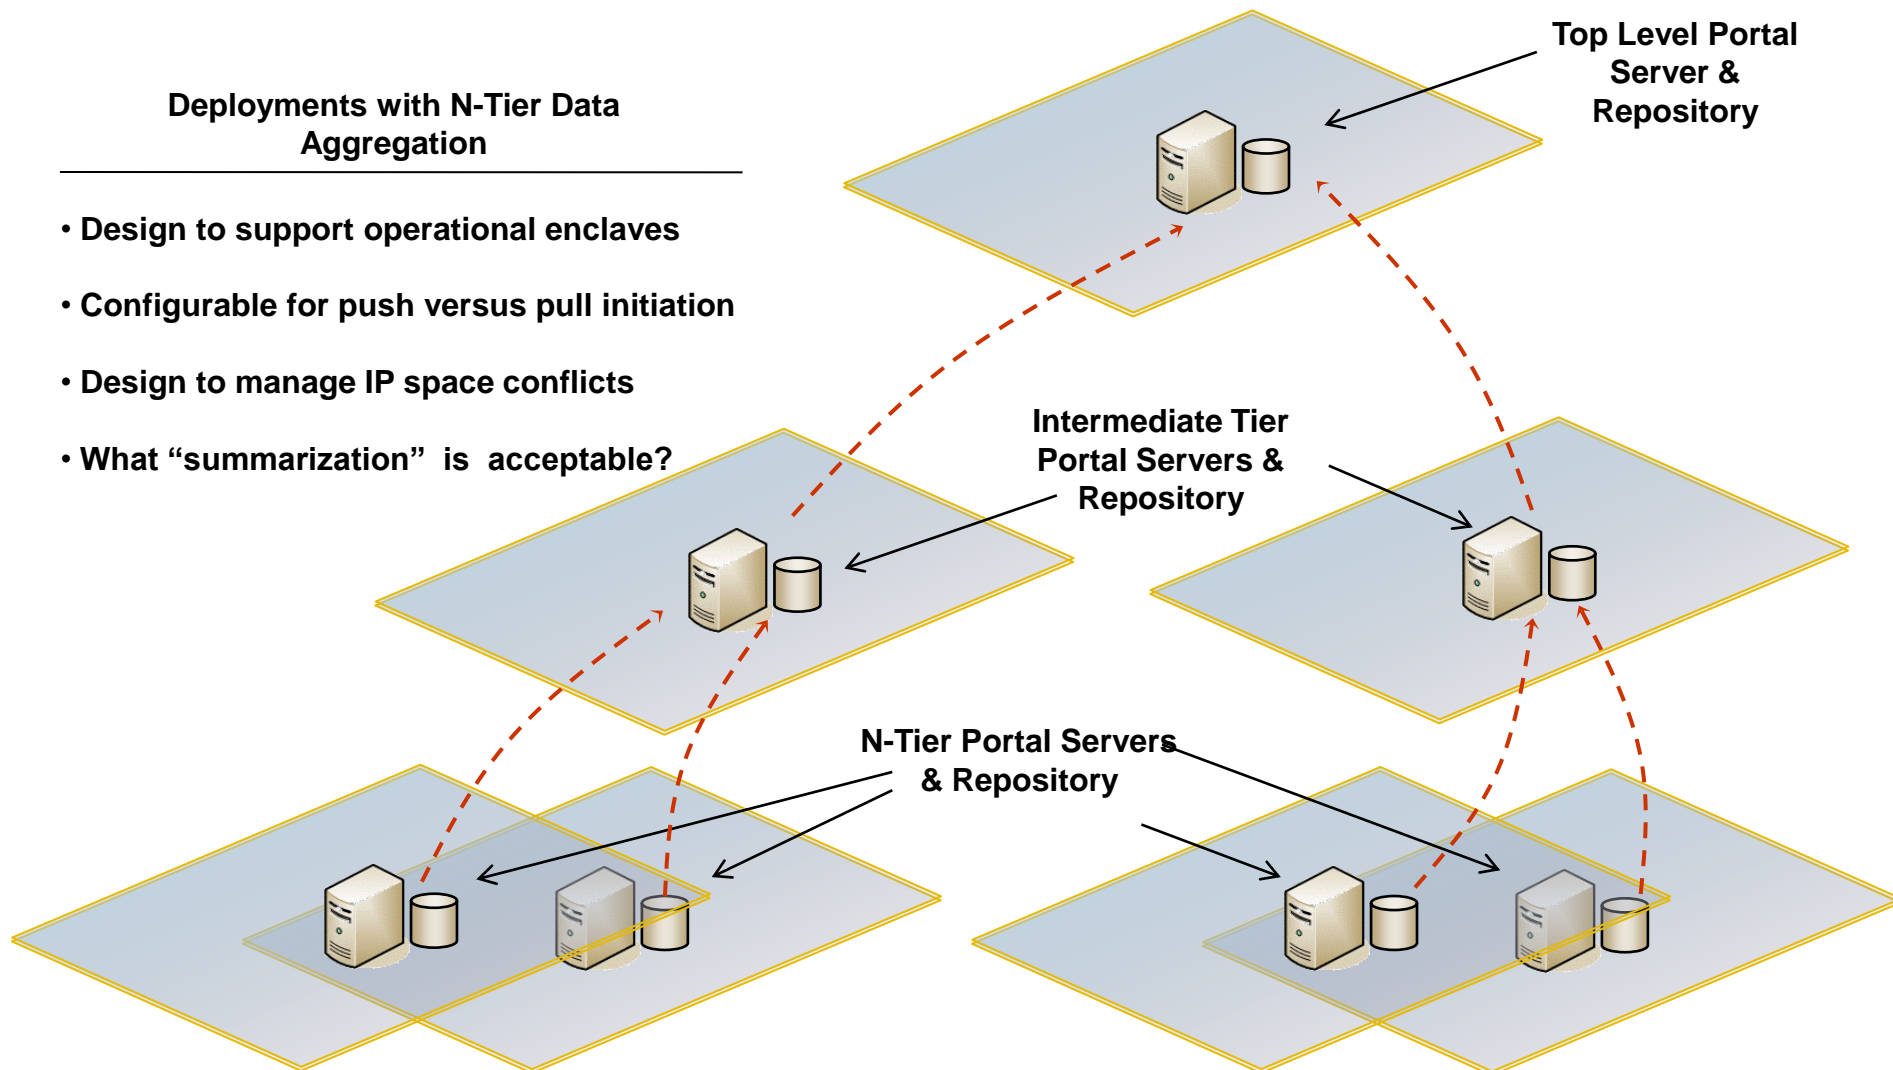 Deployments with N-Tier Data
Aggregation
• Design to support operational enclaves
• Configurable for push versus pull initiation
• Design to manage IP space conflicts
• What “summarization” is acceptable?
Top Level Portal
Server &
Repository
Intermediate Tier
Portal Servers &
Repository
N-Tier Portal Servers
& Repository